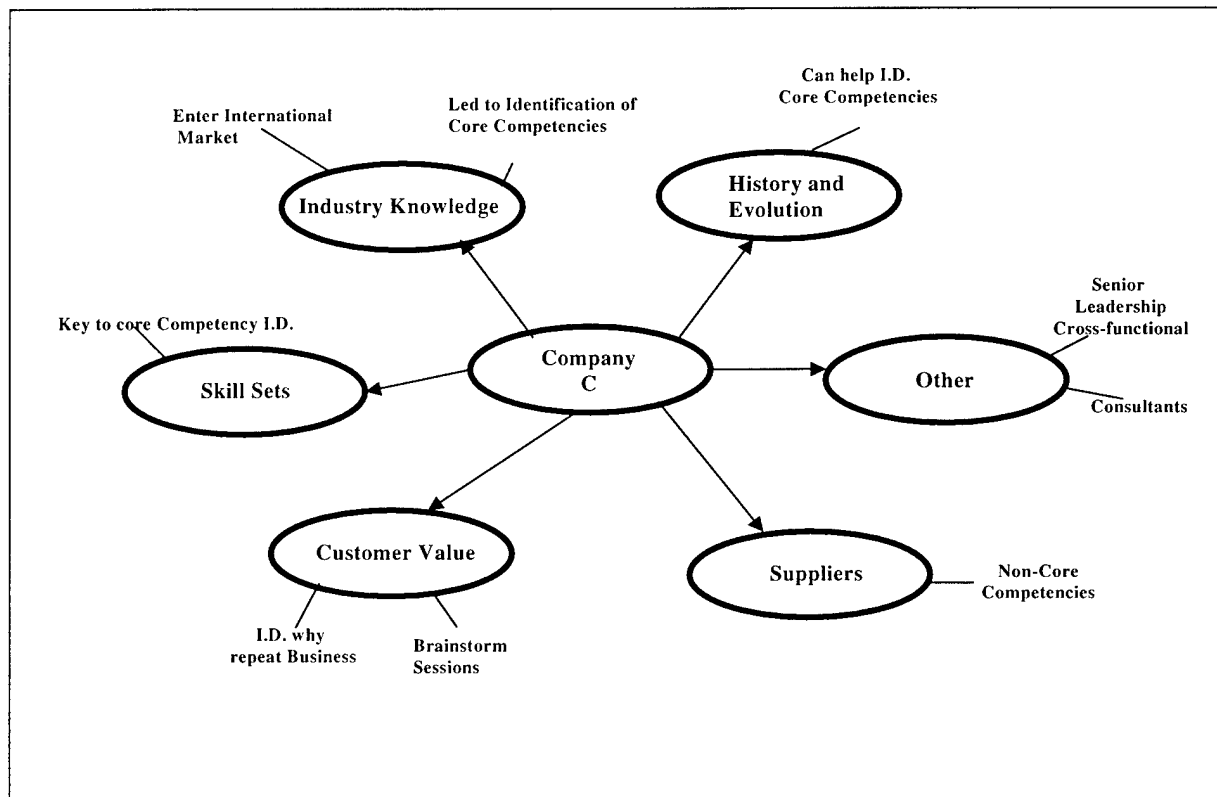 Can help I.D.
Core Competencies
Enter International
Market
Led to Identification of
Core Competencies
Industry Knowledge
History and
Evolution
Senior
Leadership
Cross-functional
Key to core Competency I.D.
Company
C
Skill Sets
Other
Consultants
Customer Value
Suppliers
Non-Core
Competencies
I.D. why
repeat Business
Brainstorm
Sessions